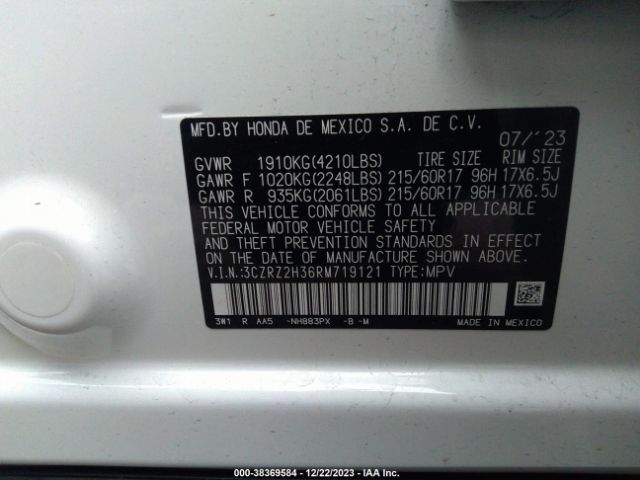 MFD.BY HONDA DE MEXICO S.A. DE C.V.
07/'23
GVWR 1910KG(4210LBS) TIRE SIZE RIM SIZE
GAWR F 1020KG(2248LBS) 215/60R17 96H 17X6.5J
GAWR R 935KG(2061LBS) 215/60R17 96H 17X6.5J
THIS VEHICLE CONFORMS TO ALL APPLICABLE
FEDERAL MOTOR VEHICLE SAFETY
AND THEFT PREVENTION STANDARDS IN EFFECT
ON THE DATE OF MANUFACTURE SHOWN ABOVE.
V.I.N.:3CZRZ2H36RM719121 TYPE:MPV
3W1 R AA5 -NH883PX -B -M
MADE IN MEXICO
000-38369584 - 12/22/2023 - IAA Inc.